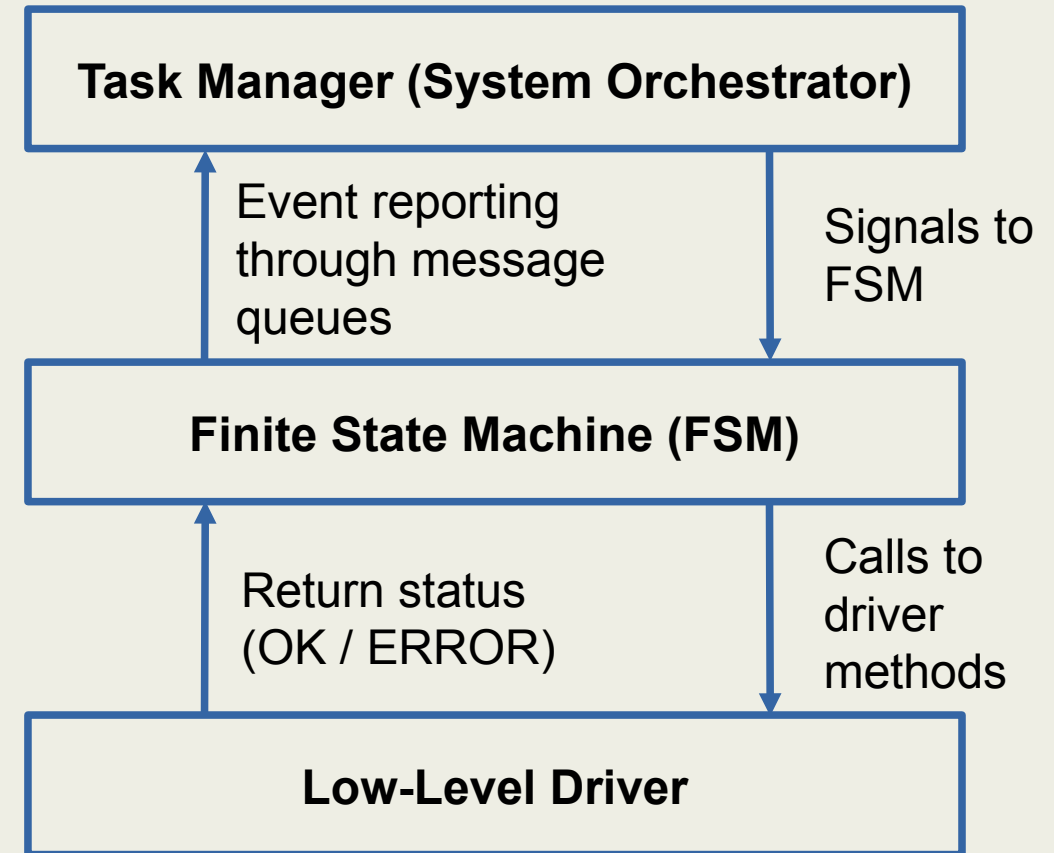 Task Manager (System Orchestrator)
Event reporting
through message
queues
Signals to
FSM
Finite State Machine (FSM)
Return status
(OK / ERROR)
Calls to
driver
methods
Low-Level Driver